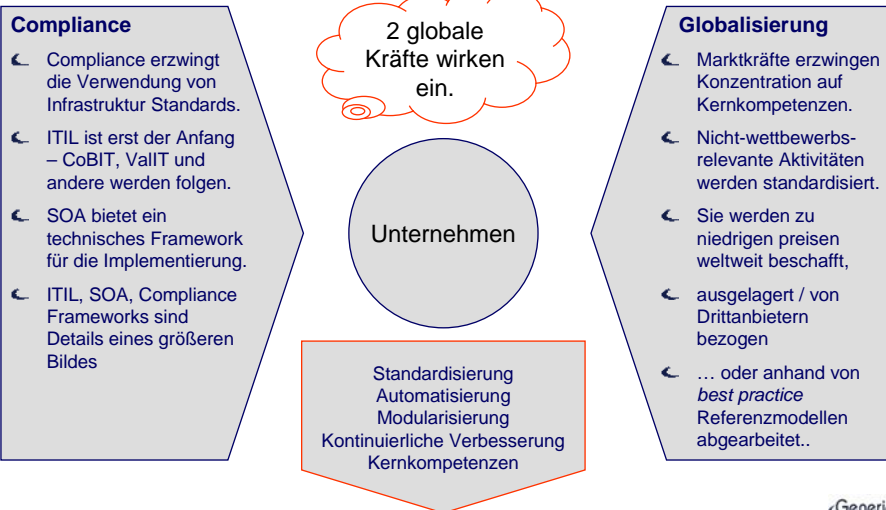 Compliance
Compliance erzwingt
die Verwendung von
Infrastruktur Standards.
ITIL ist erst der Anfang
– CoBIT, ValIT und
andere werden folgen.
SOA bietet ein
technisches Framework
für die Implementierung.
ITIL, SOA, Compliance
Frameworks sind
Details eines größeren
Bildes
2 globale
Kräfte wirken
ein.
Unternehmen
Standardisierung
Automatisierung
Modularisierung
Kontinuierliche Verbesserung
Kernkompetenzen
Globalisierung
Marktkräfte erzwingen
Konzentration auf
Kernkompetenzen.
Nicht-wettbewerbs-
relevante Aktivitäten
werden standardisiert.
Sie werden zu
niedrigen preisen
weltweit beschafft,
ausgelagert / von
Drittanbietern
bezogen
… oder anhand von
best practice
Referenzmodellen
abgearbeitet..